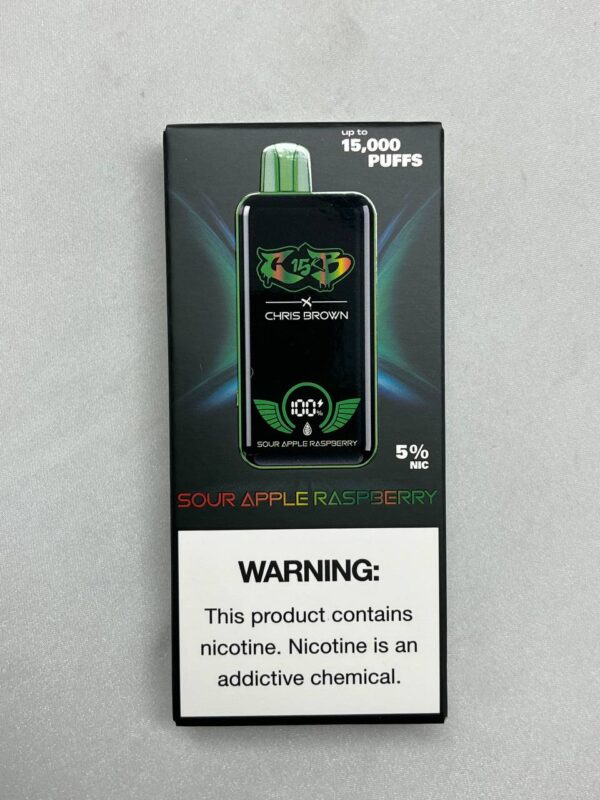 up to
15,000
PUFFS
C15B
X
CHRIS BROWN
100%
SOUR APPLE RASPBERRY
5%
NIC
SOUR APPLE RASPBERRY
WARNING:
This product contains
nicotine. Nicotine is an
addictive chemical.